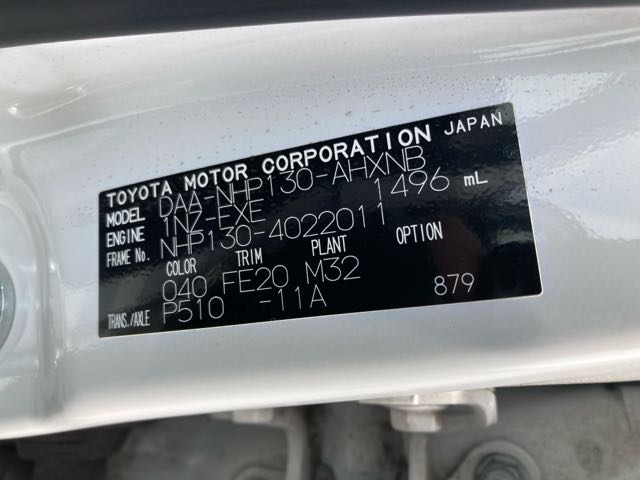 TOYOTA MOTOR CORPORATION JAPAN
MODEL DAA-NHP130-AHXNB
ENGINE 1NZ-FXE 1496 mL
FRAME No. NHP130-4022011
COLOR TRIM PLANT OPTION
040 FE20 M32
TRANS./AXLE P510 -11A 879